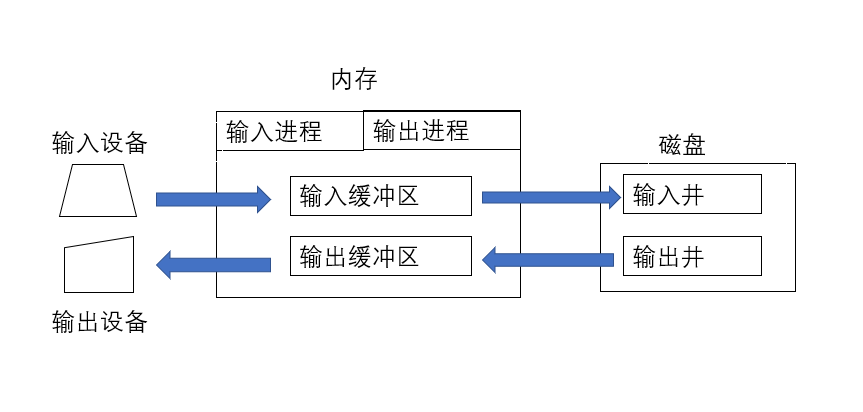 内存
输入进程
输出进程
输入设备
磁盘
输入缓冲区
输入井
输出缓冲区
输出井
输出设备